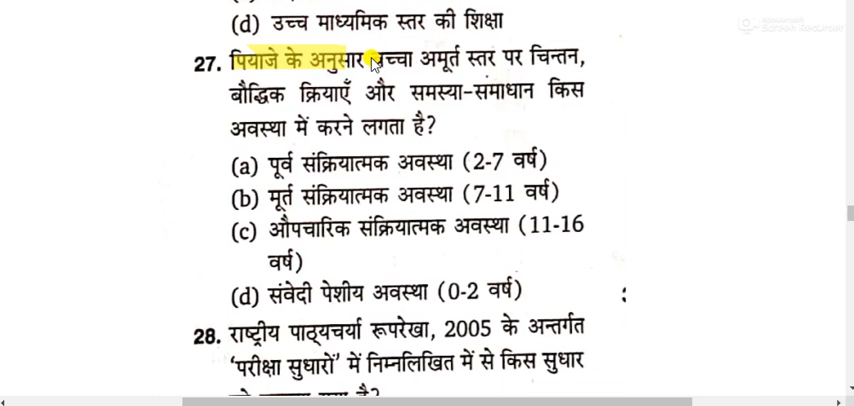 (d) उच्च माध्यमिक स्तर की शिक्षा
27. पियाजे के अनुसार बच्चा अमूर्त स्तर पर चिन्तन,
बौद्धिक क्रियाएँ और समस्या-समाधान किस
अवस्था में करने लगता है?
(a) पूर्व संक्रियात्मक अवस्था (2-7 वर्ष)
(b) मूर्त संक्रियात्मक अवस्था (7-11 वर्ष)
(c) औपचारिक संक्रियात्मक अवस्था (11-16
वर्ष)
(d) संवेदी पेशीय अवस्था (0-2 वर्ष)
28. राष्ट्रीय पाठ्यचर्या रूपरेखा, 2005 के अन्तर्गत
'परीक्षा सुधारों' में निम्नलिखित में से किस सुधार